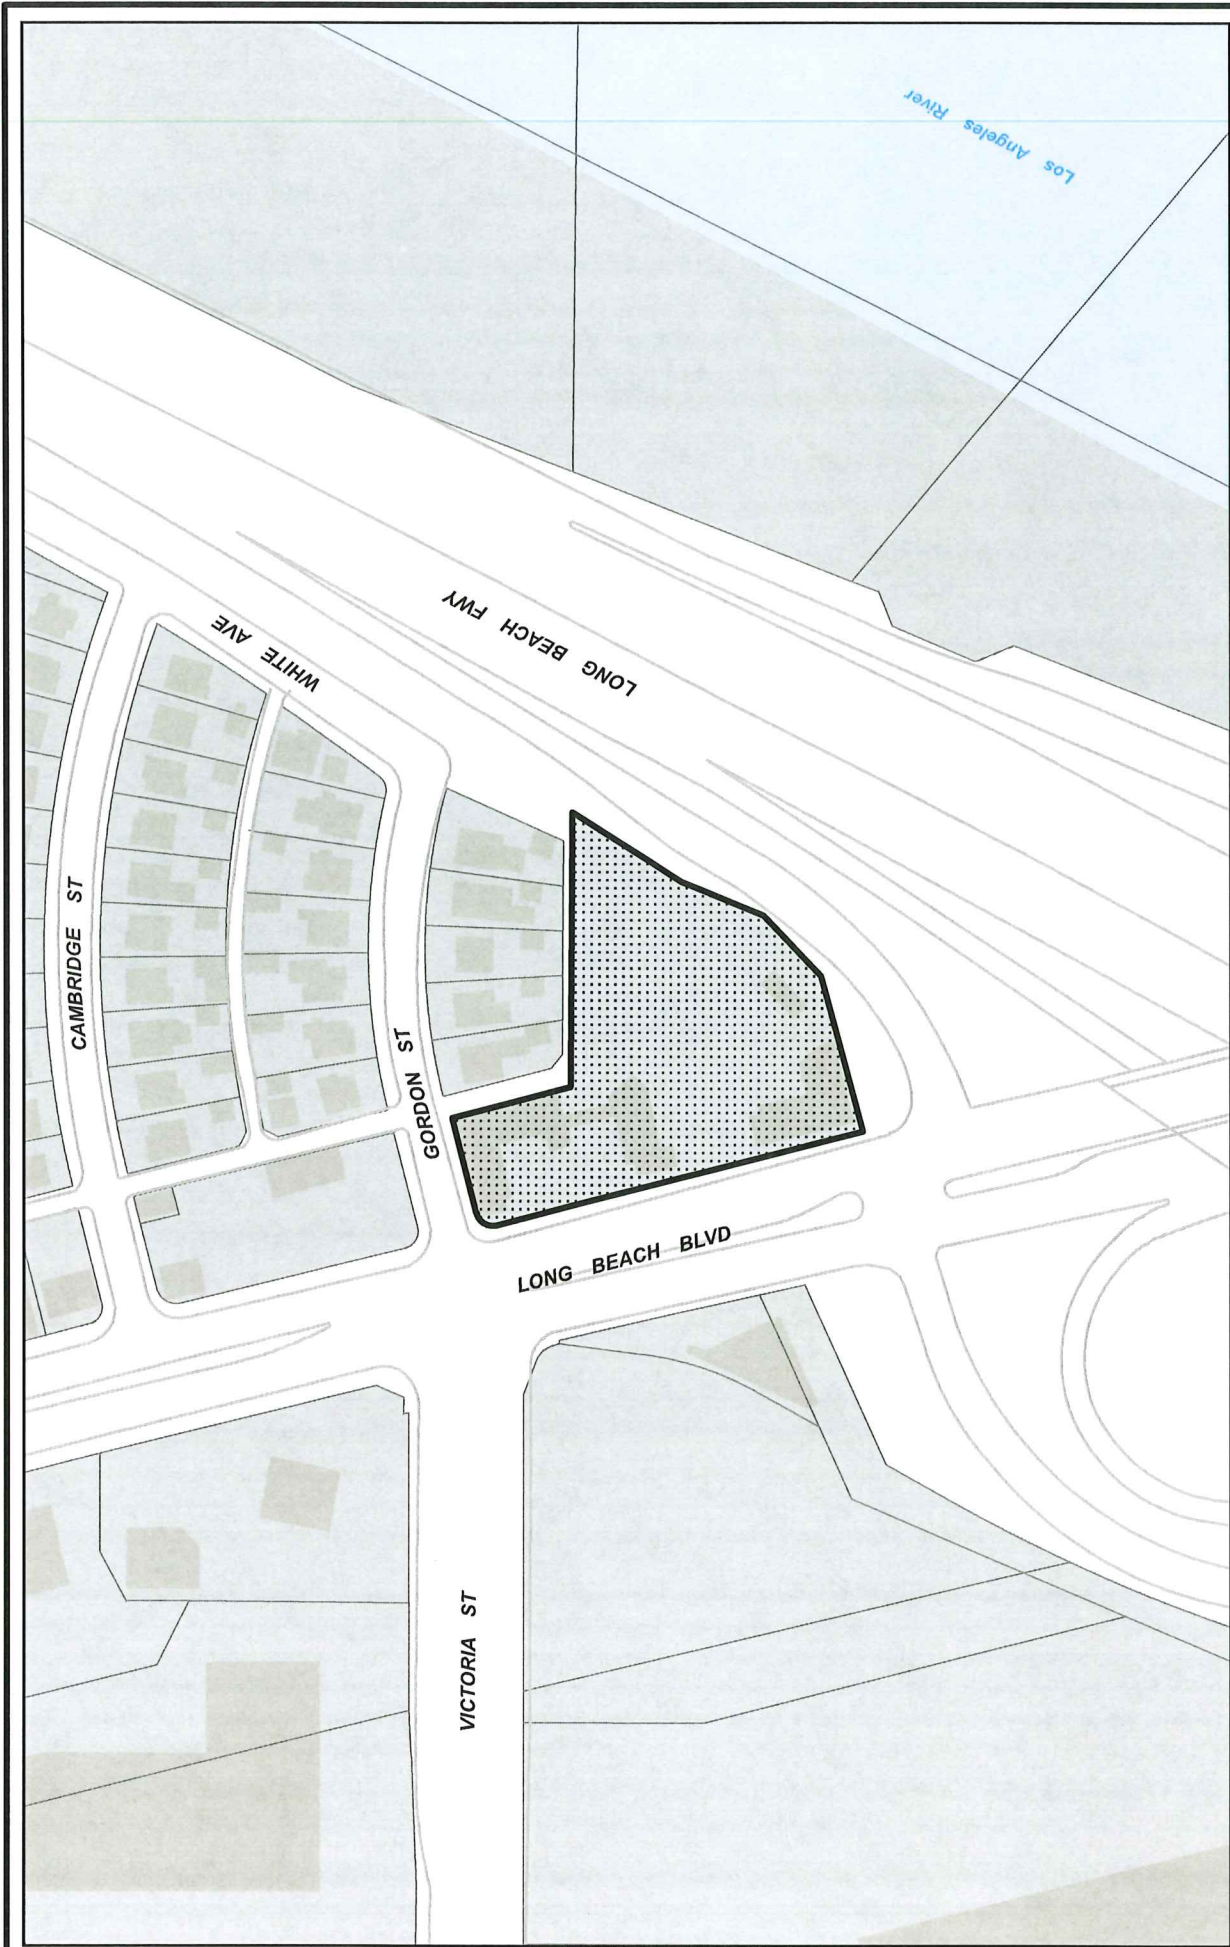 Los Angeles River
LONG BEACH FWY
WHITE AVE
CAMBRIDGE ST
GORDON ST
LONG BEACH BLVD
VICTORIA ST